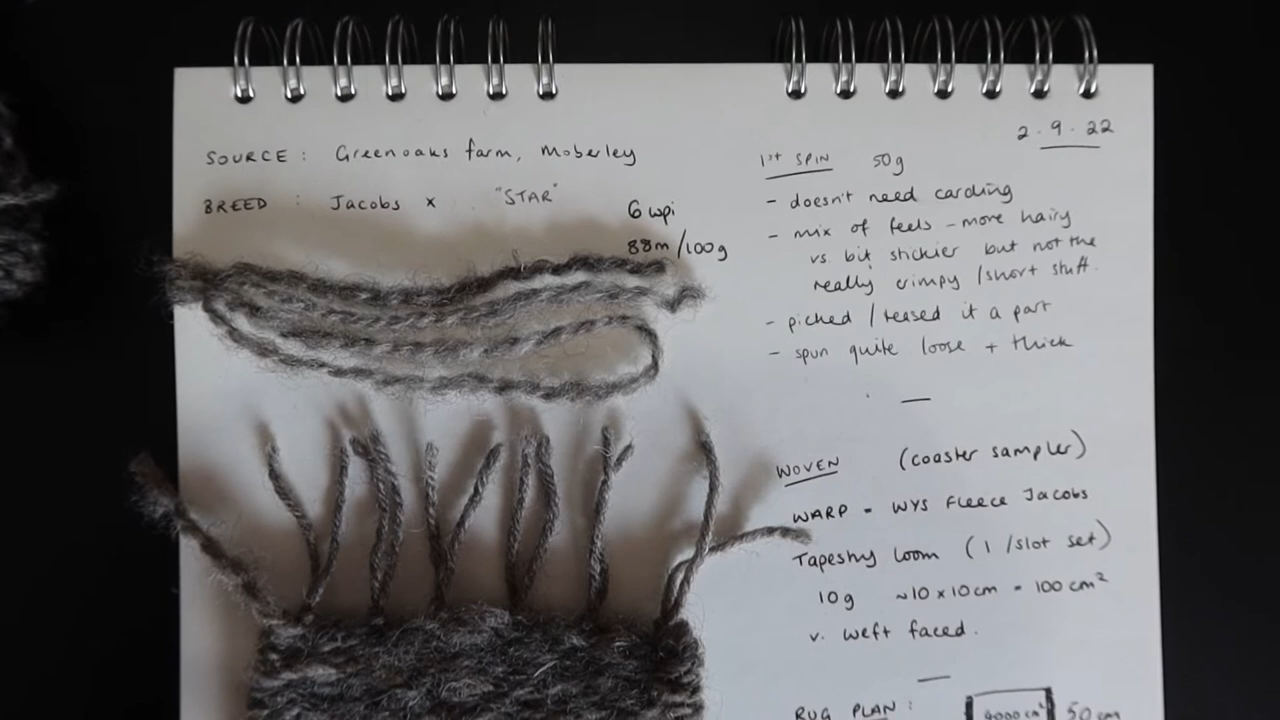 SOURCE : Greenoaks farm, Moberley
BREED : Jacobs x "STAR"
6 wpi
88m/100g
2.9.22
1st SPIN 50g
- doesn't need carding
- mix of feels - more hairy
vs. bit stickier but not the
really crimpy /short stuff.
- picked / teased it a part
- spun quite loose + thick
—
WOVEN (coaster sampler)
WARP = WYS Fleece Jacobs
Tapestry loom (1 /slot set)
10g ~10x10cm = 100cm²
v. weft faced.
—
RUG PLAN :
50cm